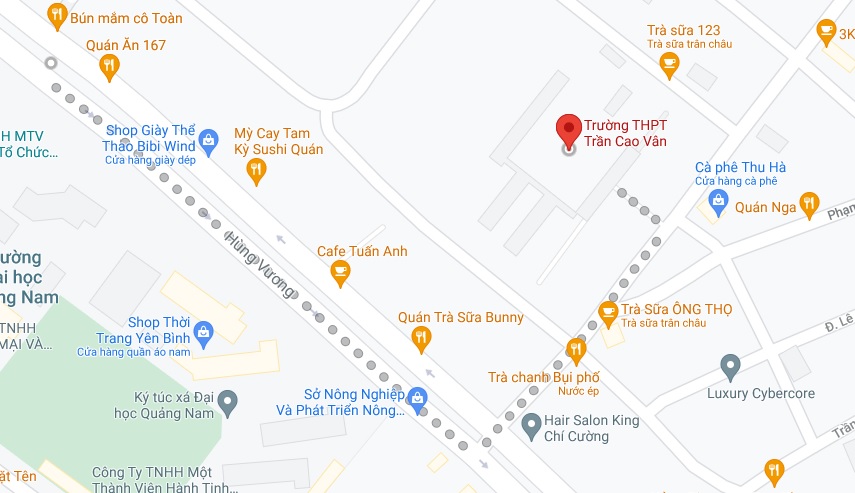 Bún mắm cô Toàn
Quán Ăn 167
Trà sữa 123
Trà sữa trân châu
3K
H MTV
Tổ Chức...
Shop Giày Thể
Thao Bibi Wind
Cửa hàng giày dép
Mỳ Cay Tam
Kỳ Sushi Quán
Trường THPT
Trần Cao Vân
Cà phê Thu Hà
Cửa hàng cà phê
Quán Nga
Phạm
Hùng Vương
Cafe Tuấn Anh
ường
ại học
ng Nam
TNHH
MẠI VÀ...
Shop Thời
Trang Yên Bình
Cửa hàng quần áo nam
Quán Trà Sữa Bunny
Trà Sữa ÔNG THỌ
Trà sữa trân châu
Đ. Lê
Trà chanh Bụi phố
Nước ép
Luxury Cybercore
Ký túc xá Đại
học Quảng Nam
Sở Nông Nghiệp
Và Phát Triển Nông...
Hair Salon King
Chí Cường
Trần
ặt Tên
Công Ty TNHH Một
Thành Viên Hành Tinh...